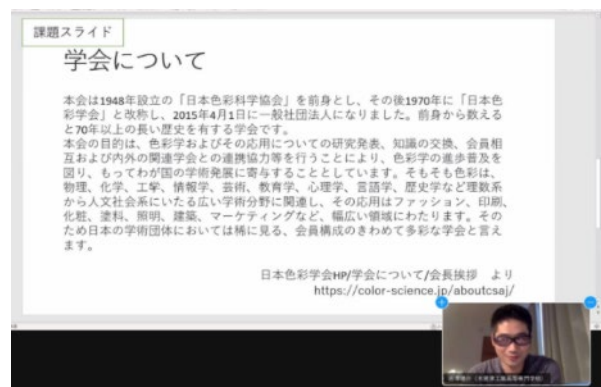 課題スライド
学会について
本会は1948年設立の「日本色彩科学協会」を前身とし、その後1970年に「日本色
彩学会」と改称し、2015年4月1日に一般社団法人になりました。前身から数える
と70年以上の長い歴史を有する学会です。
本会の目的は、色彩学およびその応用についての研究発表、知識の交換、会員相
互および内外の関連学会との連携協力等を行うことにより、色彩学の進歩普及を
図り、もってわが国の学術発展に寄与することとしています。そもそも色彩は、
物理、化学、工学、情報学、芸術、教育学、心理学、言語学、歴史学など理数系
から人文社会系にいたる広い学術分野に関連し、その応用はファッション、印刷、
化粧、塗料、照明、建築、マーケティングなど、幅広い領域にわたります。その
ため日本の学術団体においては稀に見る、会員構成のきわめて多彩な学会と言え
ます。
日本色彩学会HP/学会について/会長挨拶 より
https://color-science.jp/aboutcsaj/